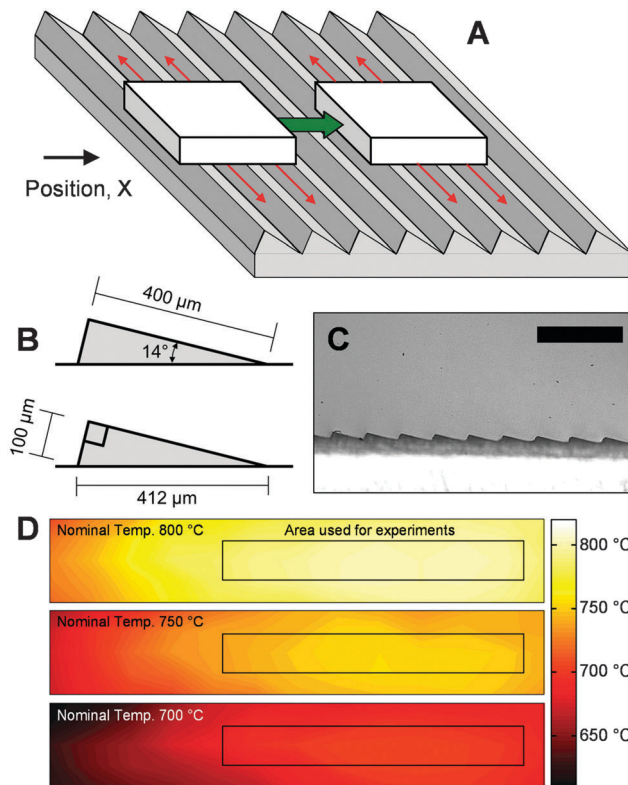 A
Position, X
B
400 µm
14°
100 µm
412 µm
C
D
Nominal Temp. 800 °C
Area used for experiments
Nominal Temp. 750 °C
Nominal Temp. 700 °C
800 °C
750 °C
700 °C
650 °C